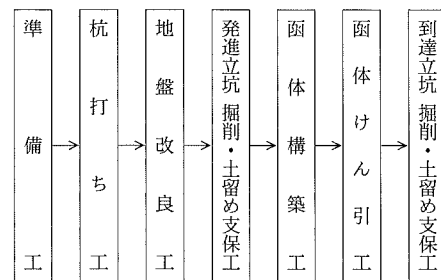 準備工
杭打ち工
地盤改良工
発進立坑 掘削・土留め支保工
函体構築工
函体けん引工
到達立坑 掘削・土留め支保工